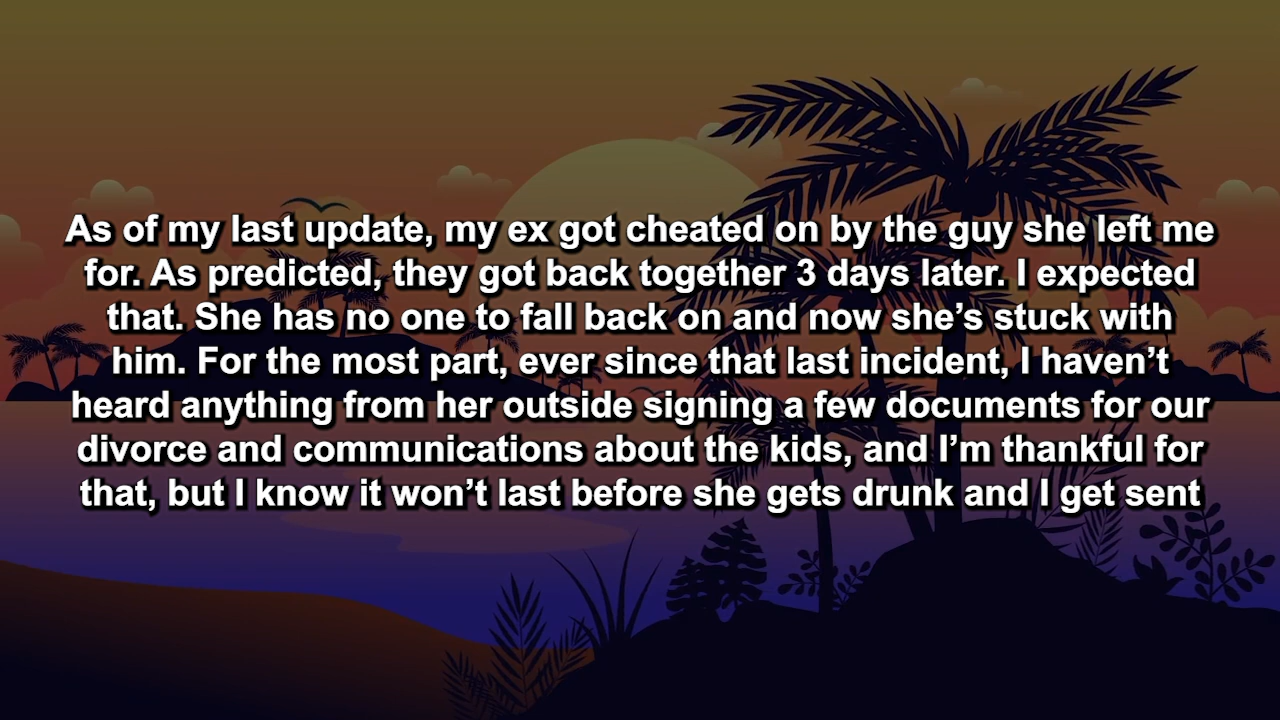 As of my last update, my ex got cheated on by the guy she left me
for. As predicted, they got back together 3 days later. I expected
that. She has no one to fall back on and now she’s stuck with
him. For the most part, ever since that last incident, I haven’t
heard anything from her outside signing a few documents for our
divorce and communications about the kids, and I’m thankful for
that, but I know it won’t last before she gets drunk and I get sent